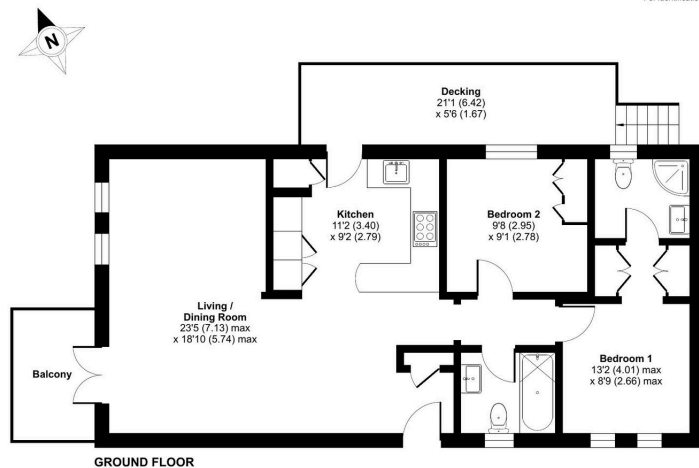 N
Decking
21'1 (6.42)
x 5'6 (1.67)
Kitchen
11'2 (3.40)
x 9'2 (2.79)
Bedroom 2
9'8 (2.95)
x 9'1 (2.78)
Living /
Dining Room
23'5 (7.13) max
x 18'10 (5.74) max
Balcony
Bedroom 1
13'2 (4.01) max
x 8'9 (2.66) max
GROUND FLOOR